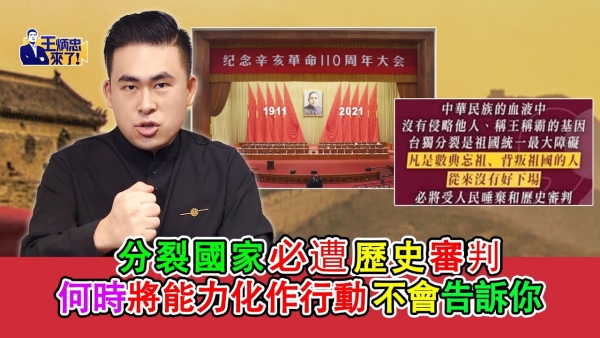 王炳忠
來了!
纪念辛亥革命110周年大会
1911
2021
中華民族的血液中
沒有侵略他人、稱王稱霸的基因
台獨分裂是祖國統一最大障礙
凡是數典忘祖、背叛祖國的人
從來沒有好下場
必將受人民唾棄和歷史審判
分裂國家必遭歷史審判
何時將能力化作行動不會告訴你